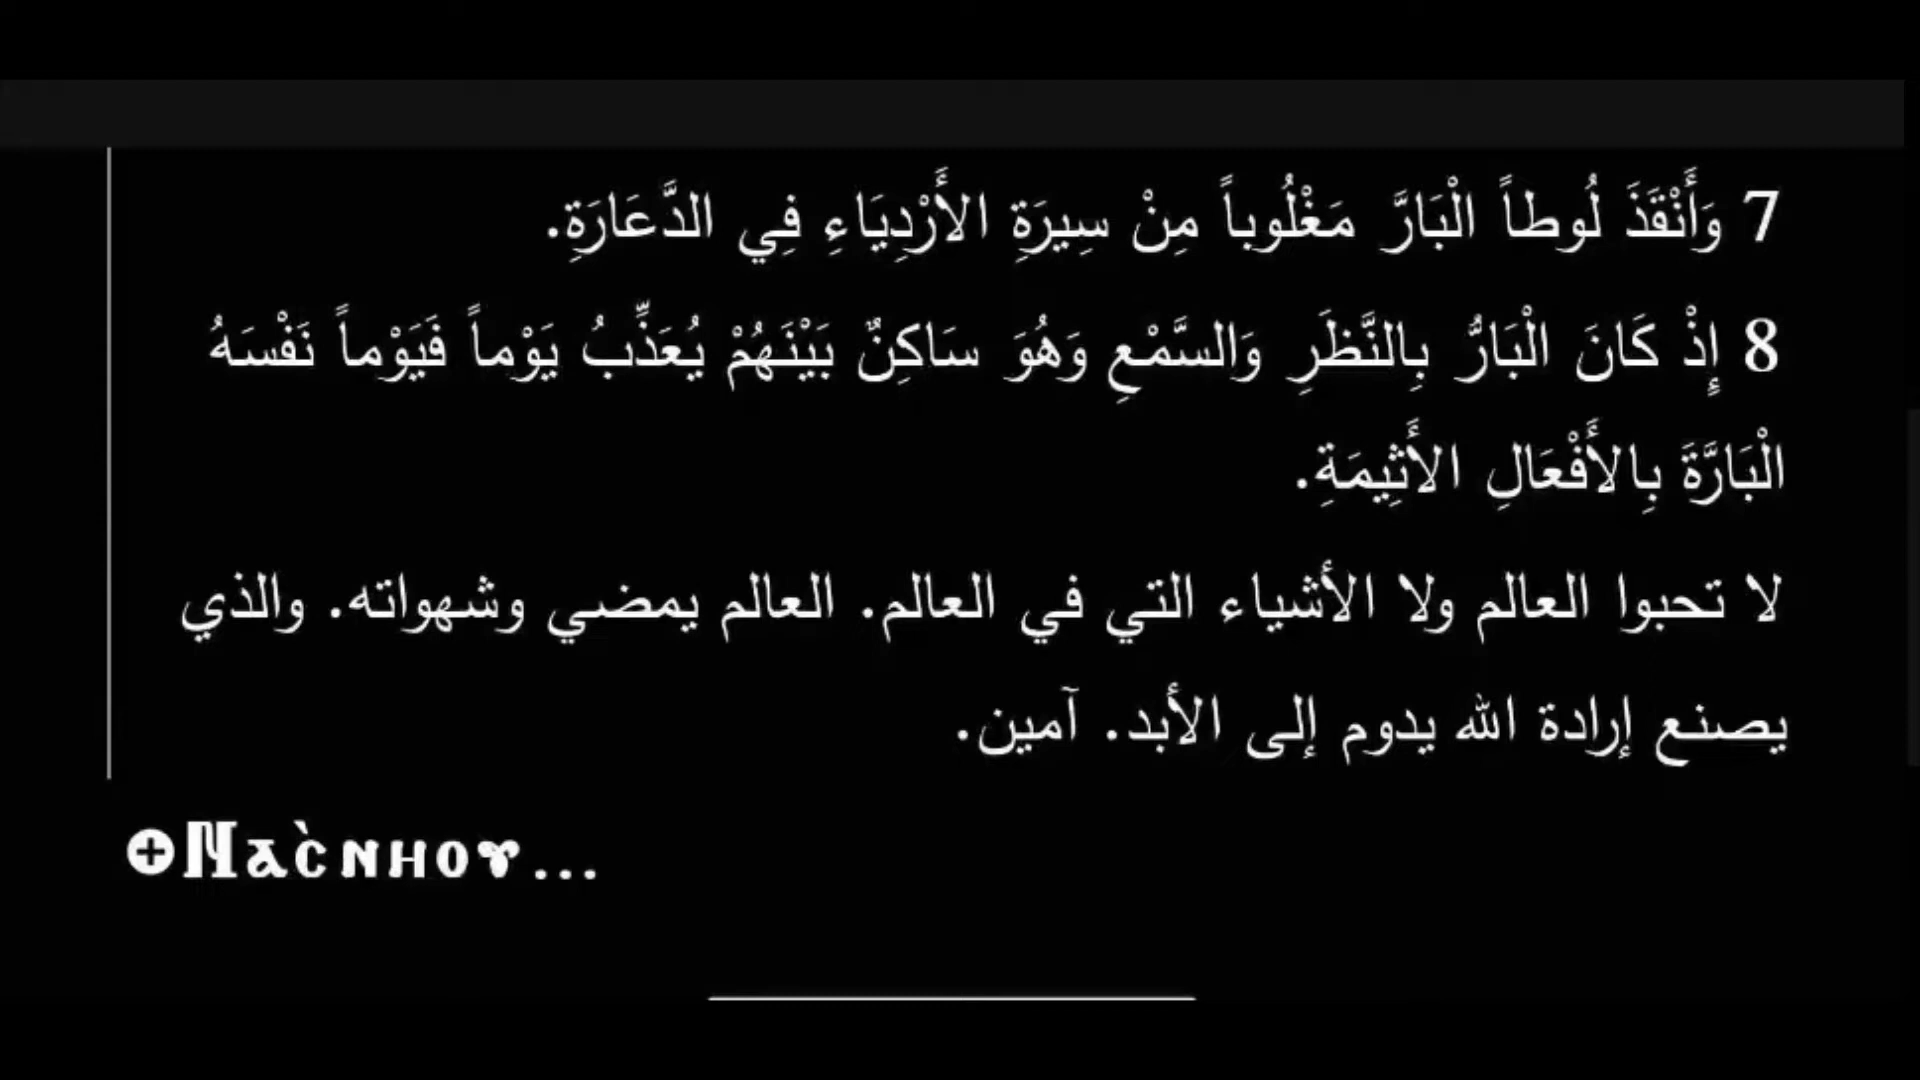 7 وَأَنْقَذَ لُوطاً الْبَارَّ مَغْلُوباً مِنْ سِيرَةِ الأَرْدِيَاءِ فِي الدَّعَارَةِ.
8 إِذْ كَانَ الْبَارُّ بِالنَّظَرِ وَالسَّمْعِ وَهُوَ سَاكِنٌ بَيْنَهُمْ يُعَذِّبُ يَوْماً فَيَوْماً نَفْسَهُ
الْبَارَّةَ بِالأَفْعَالِ الأَثِيمَةِ.
لا تحبوا العالم ولا الأشياء التي في العالم. العالم يمضي وشهواته. والذي
يصنع إرادة الله يدوم إلى الأبد. آمين.
⊕Ⲛⲁⲥ̀ⲛⲏⲟⲩ...